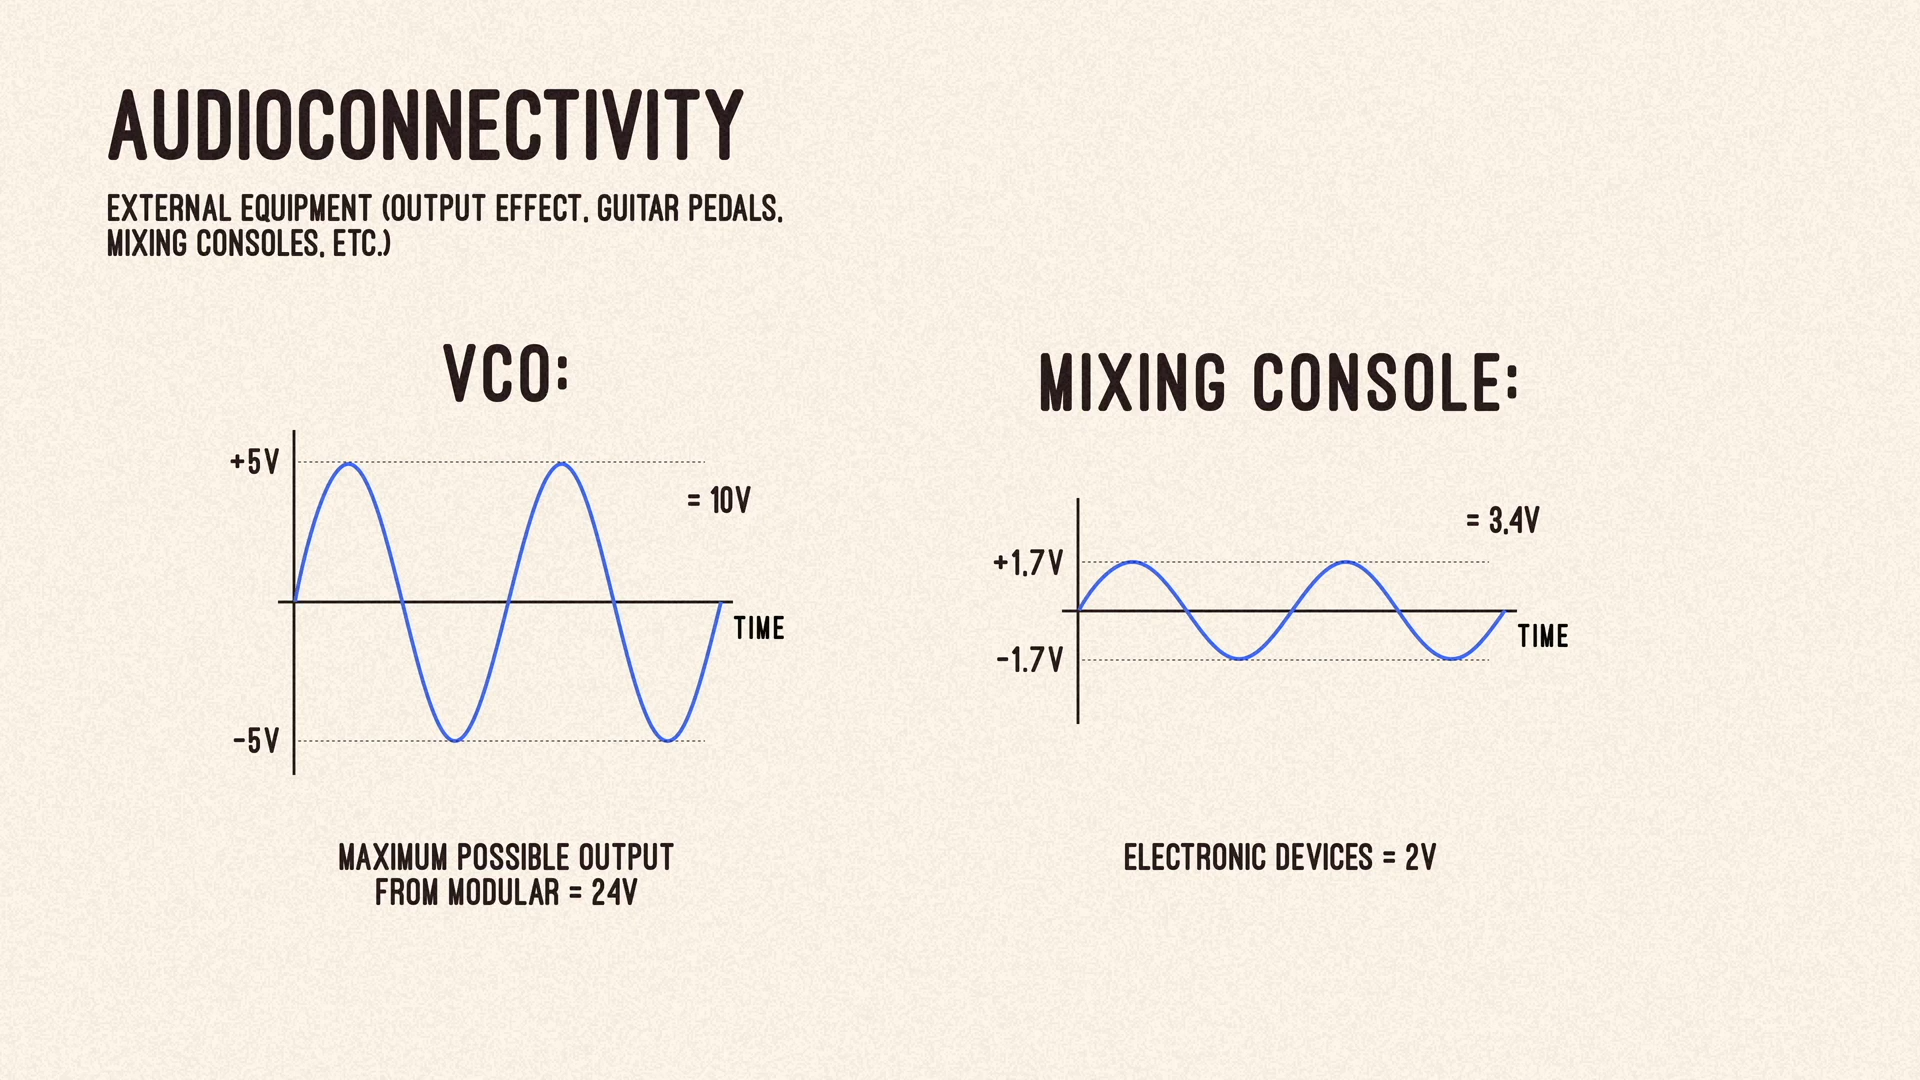 AUDIOCONNECTIVITY
EXTERNAL EQUIPMENT (OUTPUT EFFECT, GUITAR PEDALS,
MIXING CONSOLES, ETC.)
VCO:
+5V
= 10V
TIME
-5V
MAXIMUM POSSIBLE OUTPUT
FROM MODULAR = 24V
MIXING CONSOLE:
= 3,4V
+1,7V
TIME
-1.7V
ELECTRONIC DEVICES = 2V